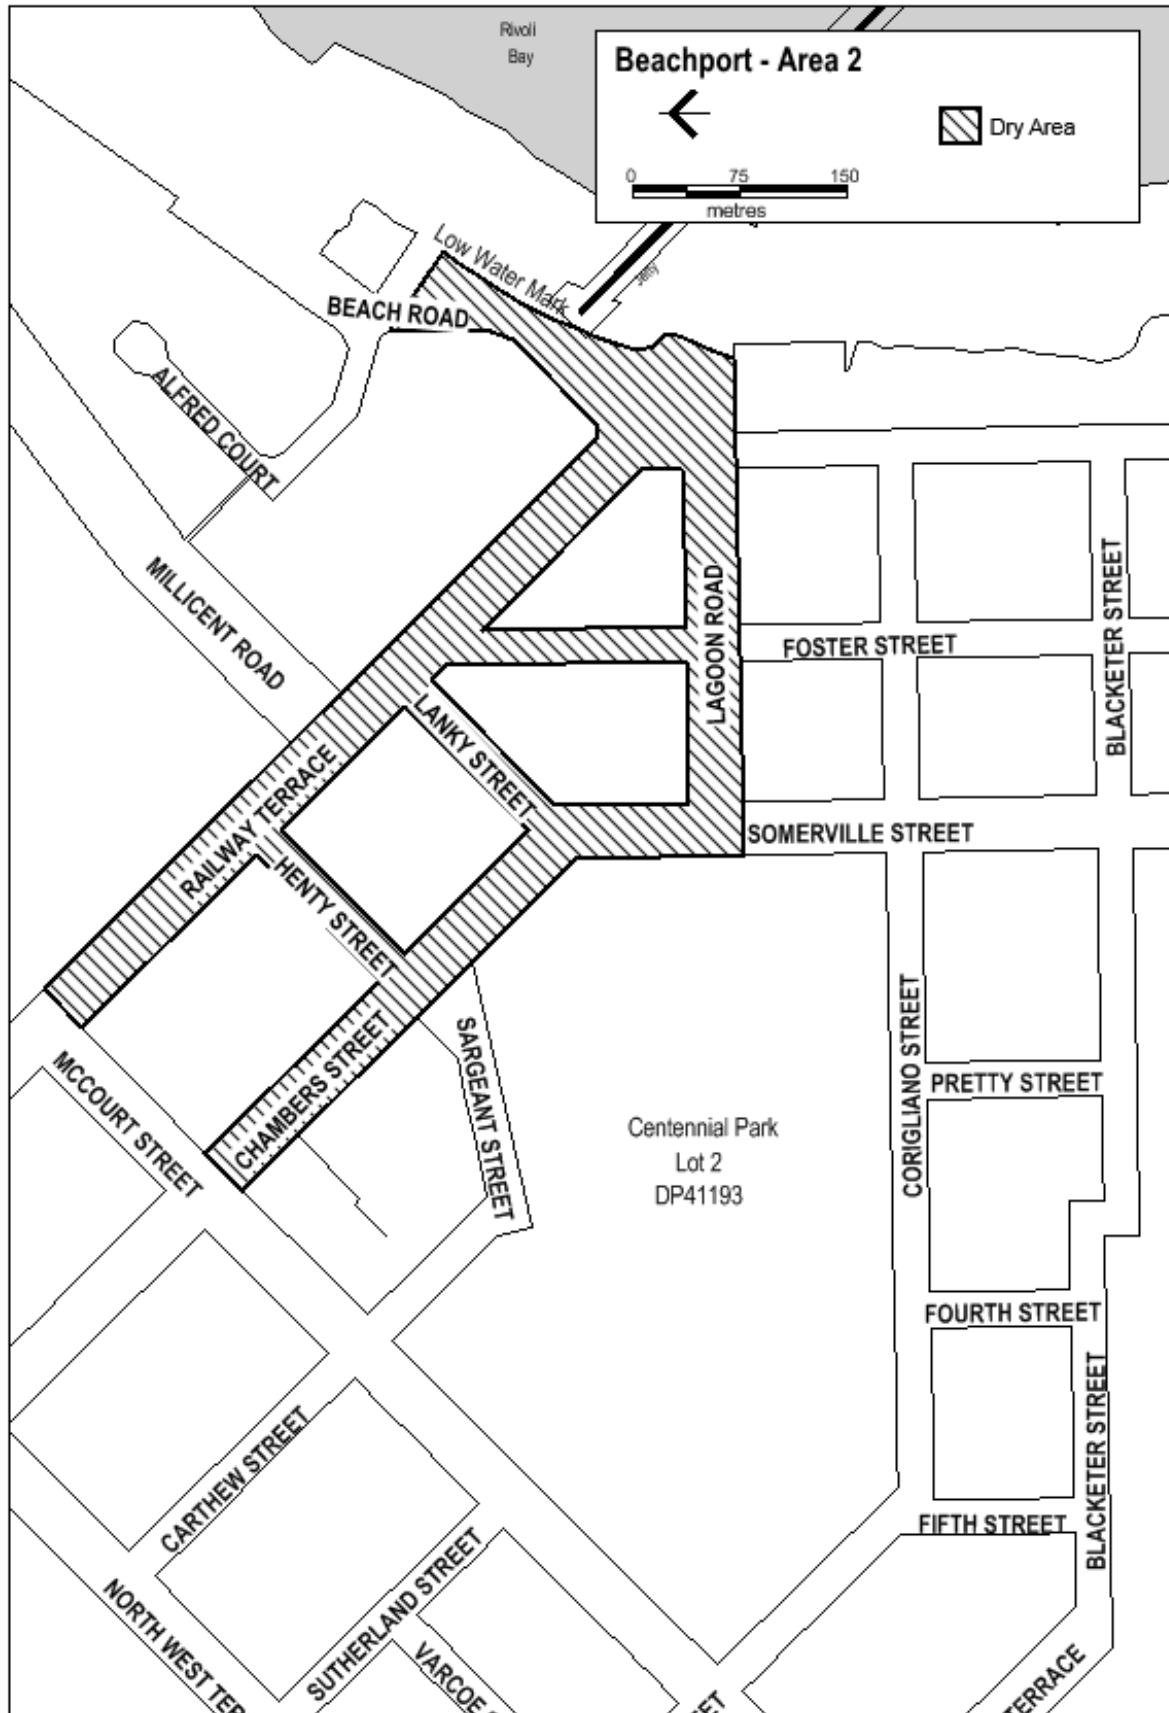 Rivoli
Bay
Beachport - Area 2
Dry Area
0 75 150
metres
Low Water Mark
Jetty
BEACH ROAD
ALFRED COURT
MILLICENT ROAD
LAGOON ROAD
FOSTER STREET
BLACKETER STREET
LANKY STREET
RAILWAY TERRACE
SOMERVILLE STREET
HENTY STREET
CORIGLIANO STREET
SARGEANT STREET
CHAMBERS STREET
MCCOURT STREET
PRETTY STREET
Centennial Park
Lot 2
DP41193
FOURTH STREET
BLACKETER STREET
CARTHEW STREET
FIFTH STREET
SUTHERLAND STREET
NORTH WEST TER
VARCOE
ET
TERRACE